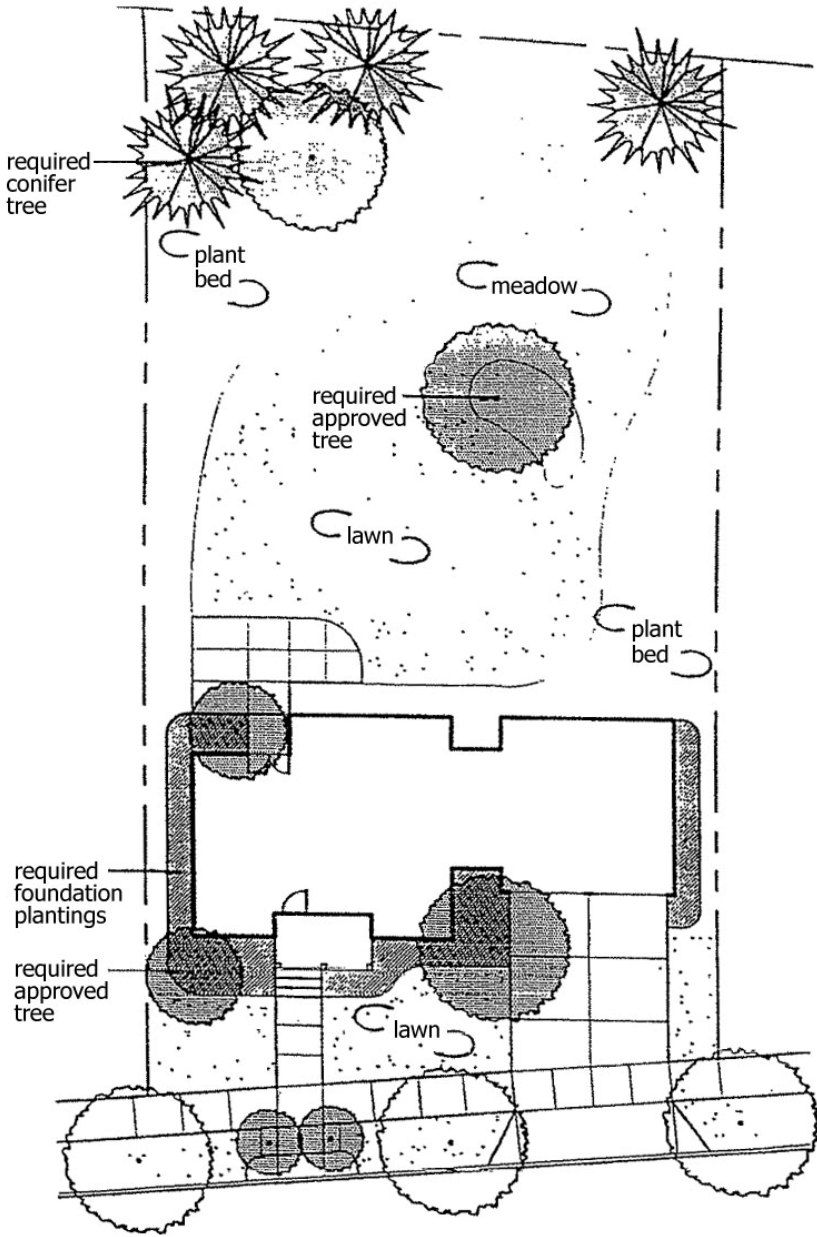 required
conifer
tree
plant
bed
meadow
required
approved
tree
lawn
plant
bed
required
foundation
plantings
required
approved
tree
lawn